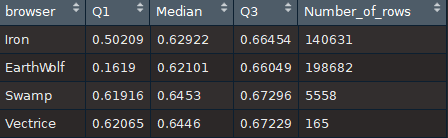 browser Q1 Median Q3 Number_of_rows
Iron 0.50209 0.62922 0.66454 140631
EarthWolf 0.1619 0.62101 0.66049 198682
Swamp 0.61916 0.6453 0.67296 5558
Vectrice 0.62065 0.6446 0.67229 165